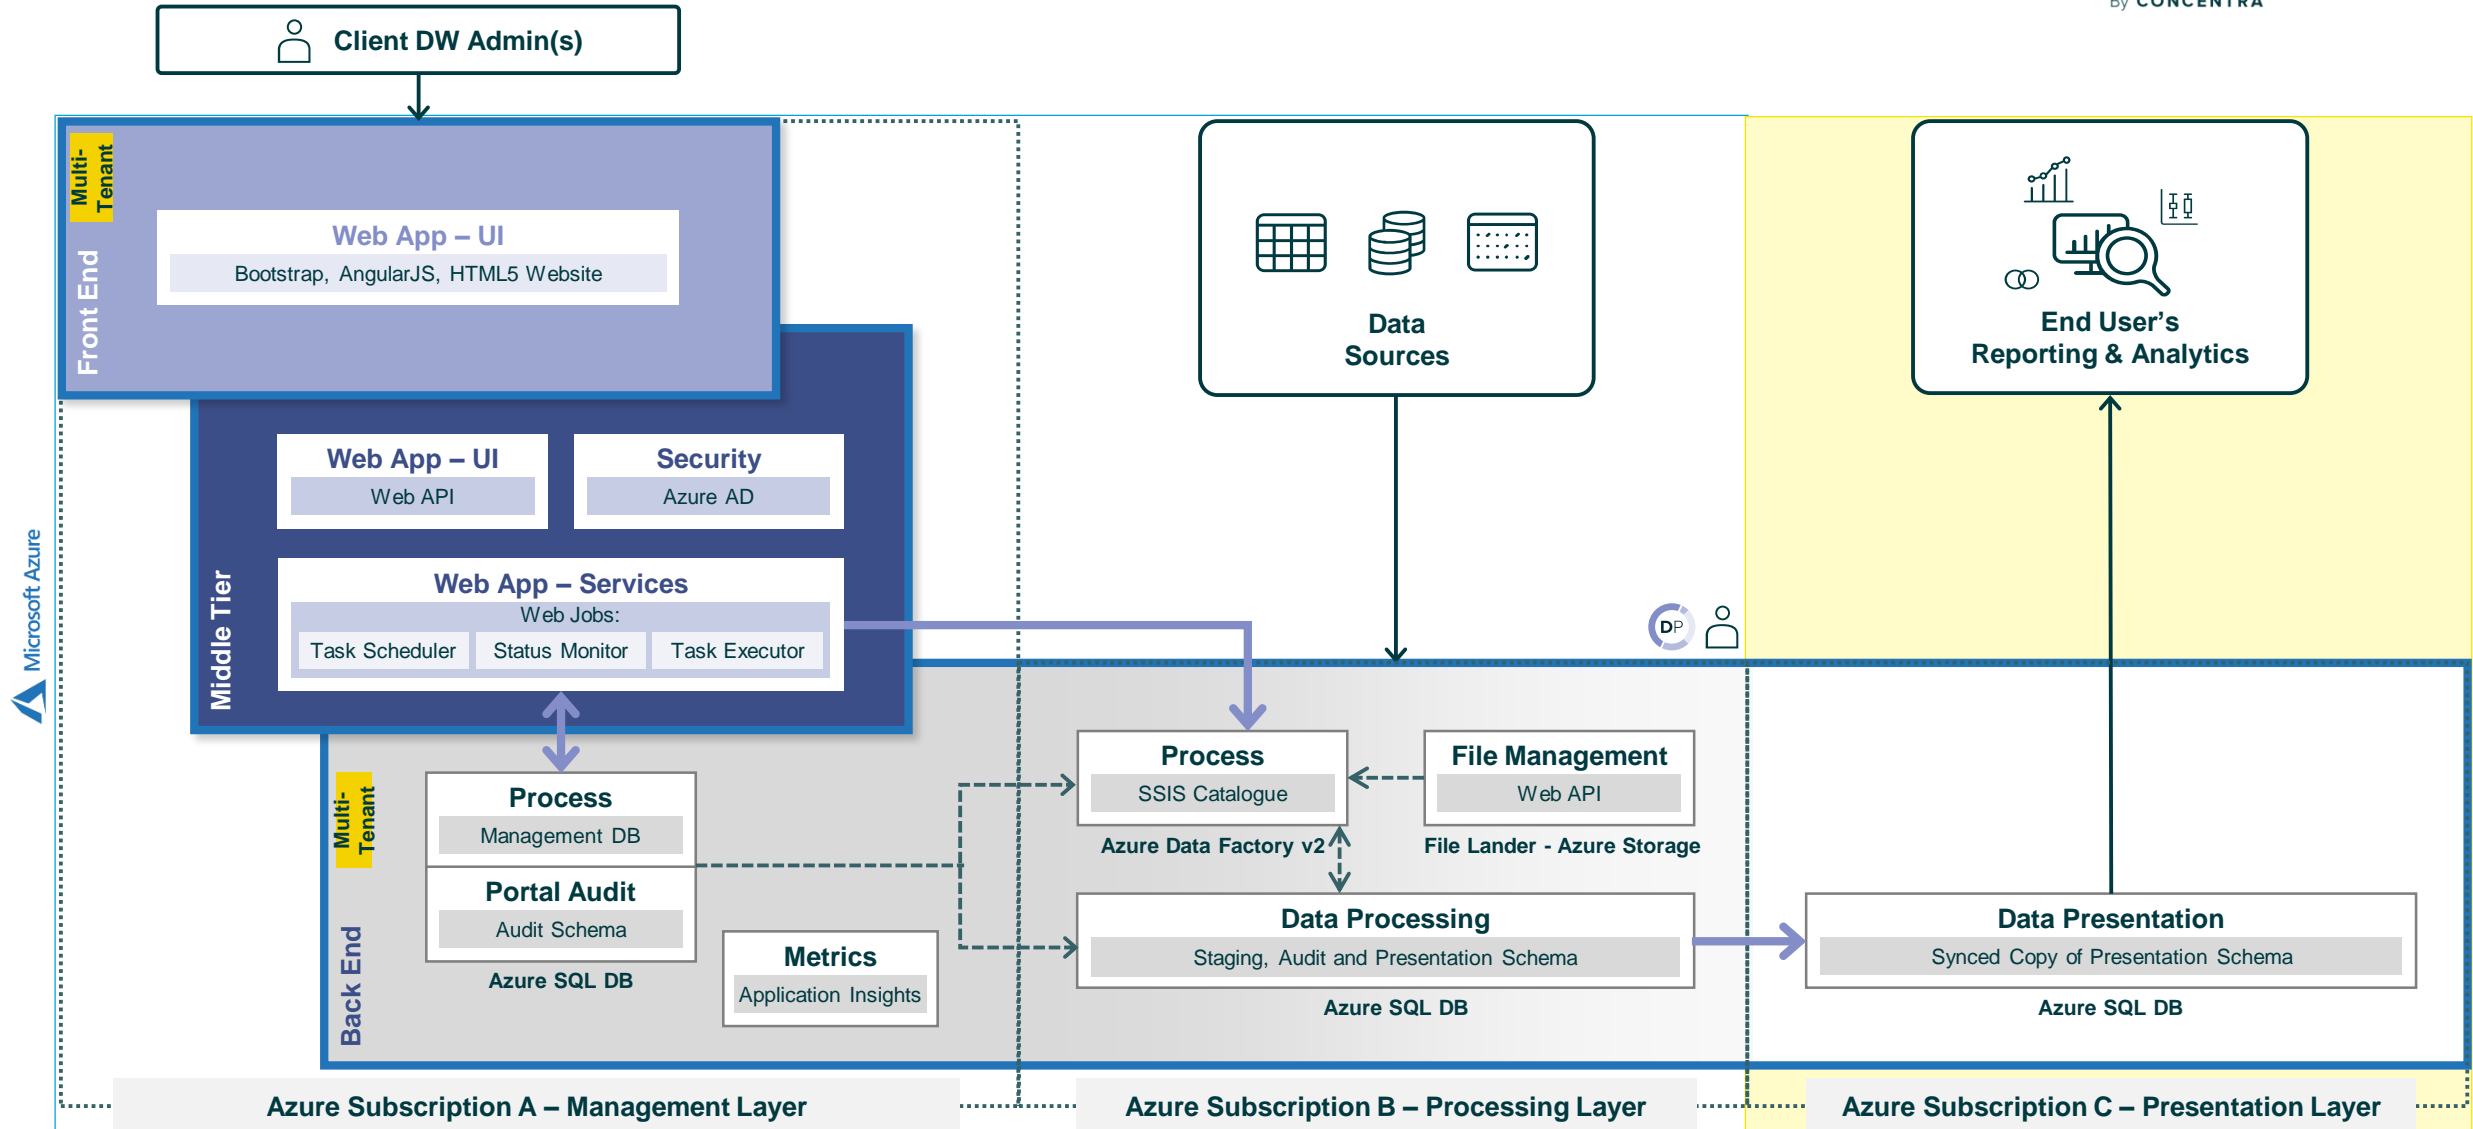 By CONCENTRA
Client DW Admin(s)
Multi-
Tenant
Front End
Web App – UI
Bootstrap, AngularJS, HTML5 Website
Data
Sources
End User’s
Reporting & Analytics
Middle Tier
Web App – UI
Web API
Security
Azure AD
Web App – Services
Web Jobs:
Task Scheduler
Status Monitor
Task Executor
Microsoft Azure
DP
Multi-
Tenant
Back End
Process
Management DB
Portal Audit
Audit Schema
Azure SQL DB
Metrics
Application Insights
Process
SSIS Catalogue
Azure Data Factory v2
File Management
Web API
File Lander - Azure Storage
Data Processing
Staging, Audit and Presentation Schema
Azure SQL DB
Data Presentation
Synced Copy of Presentation Schema
Azure SQL DB
Azure Subscription A – Management Layer
Azure Subscription B – Processing Layer
Azure Subscription C – Presentation Layer